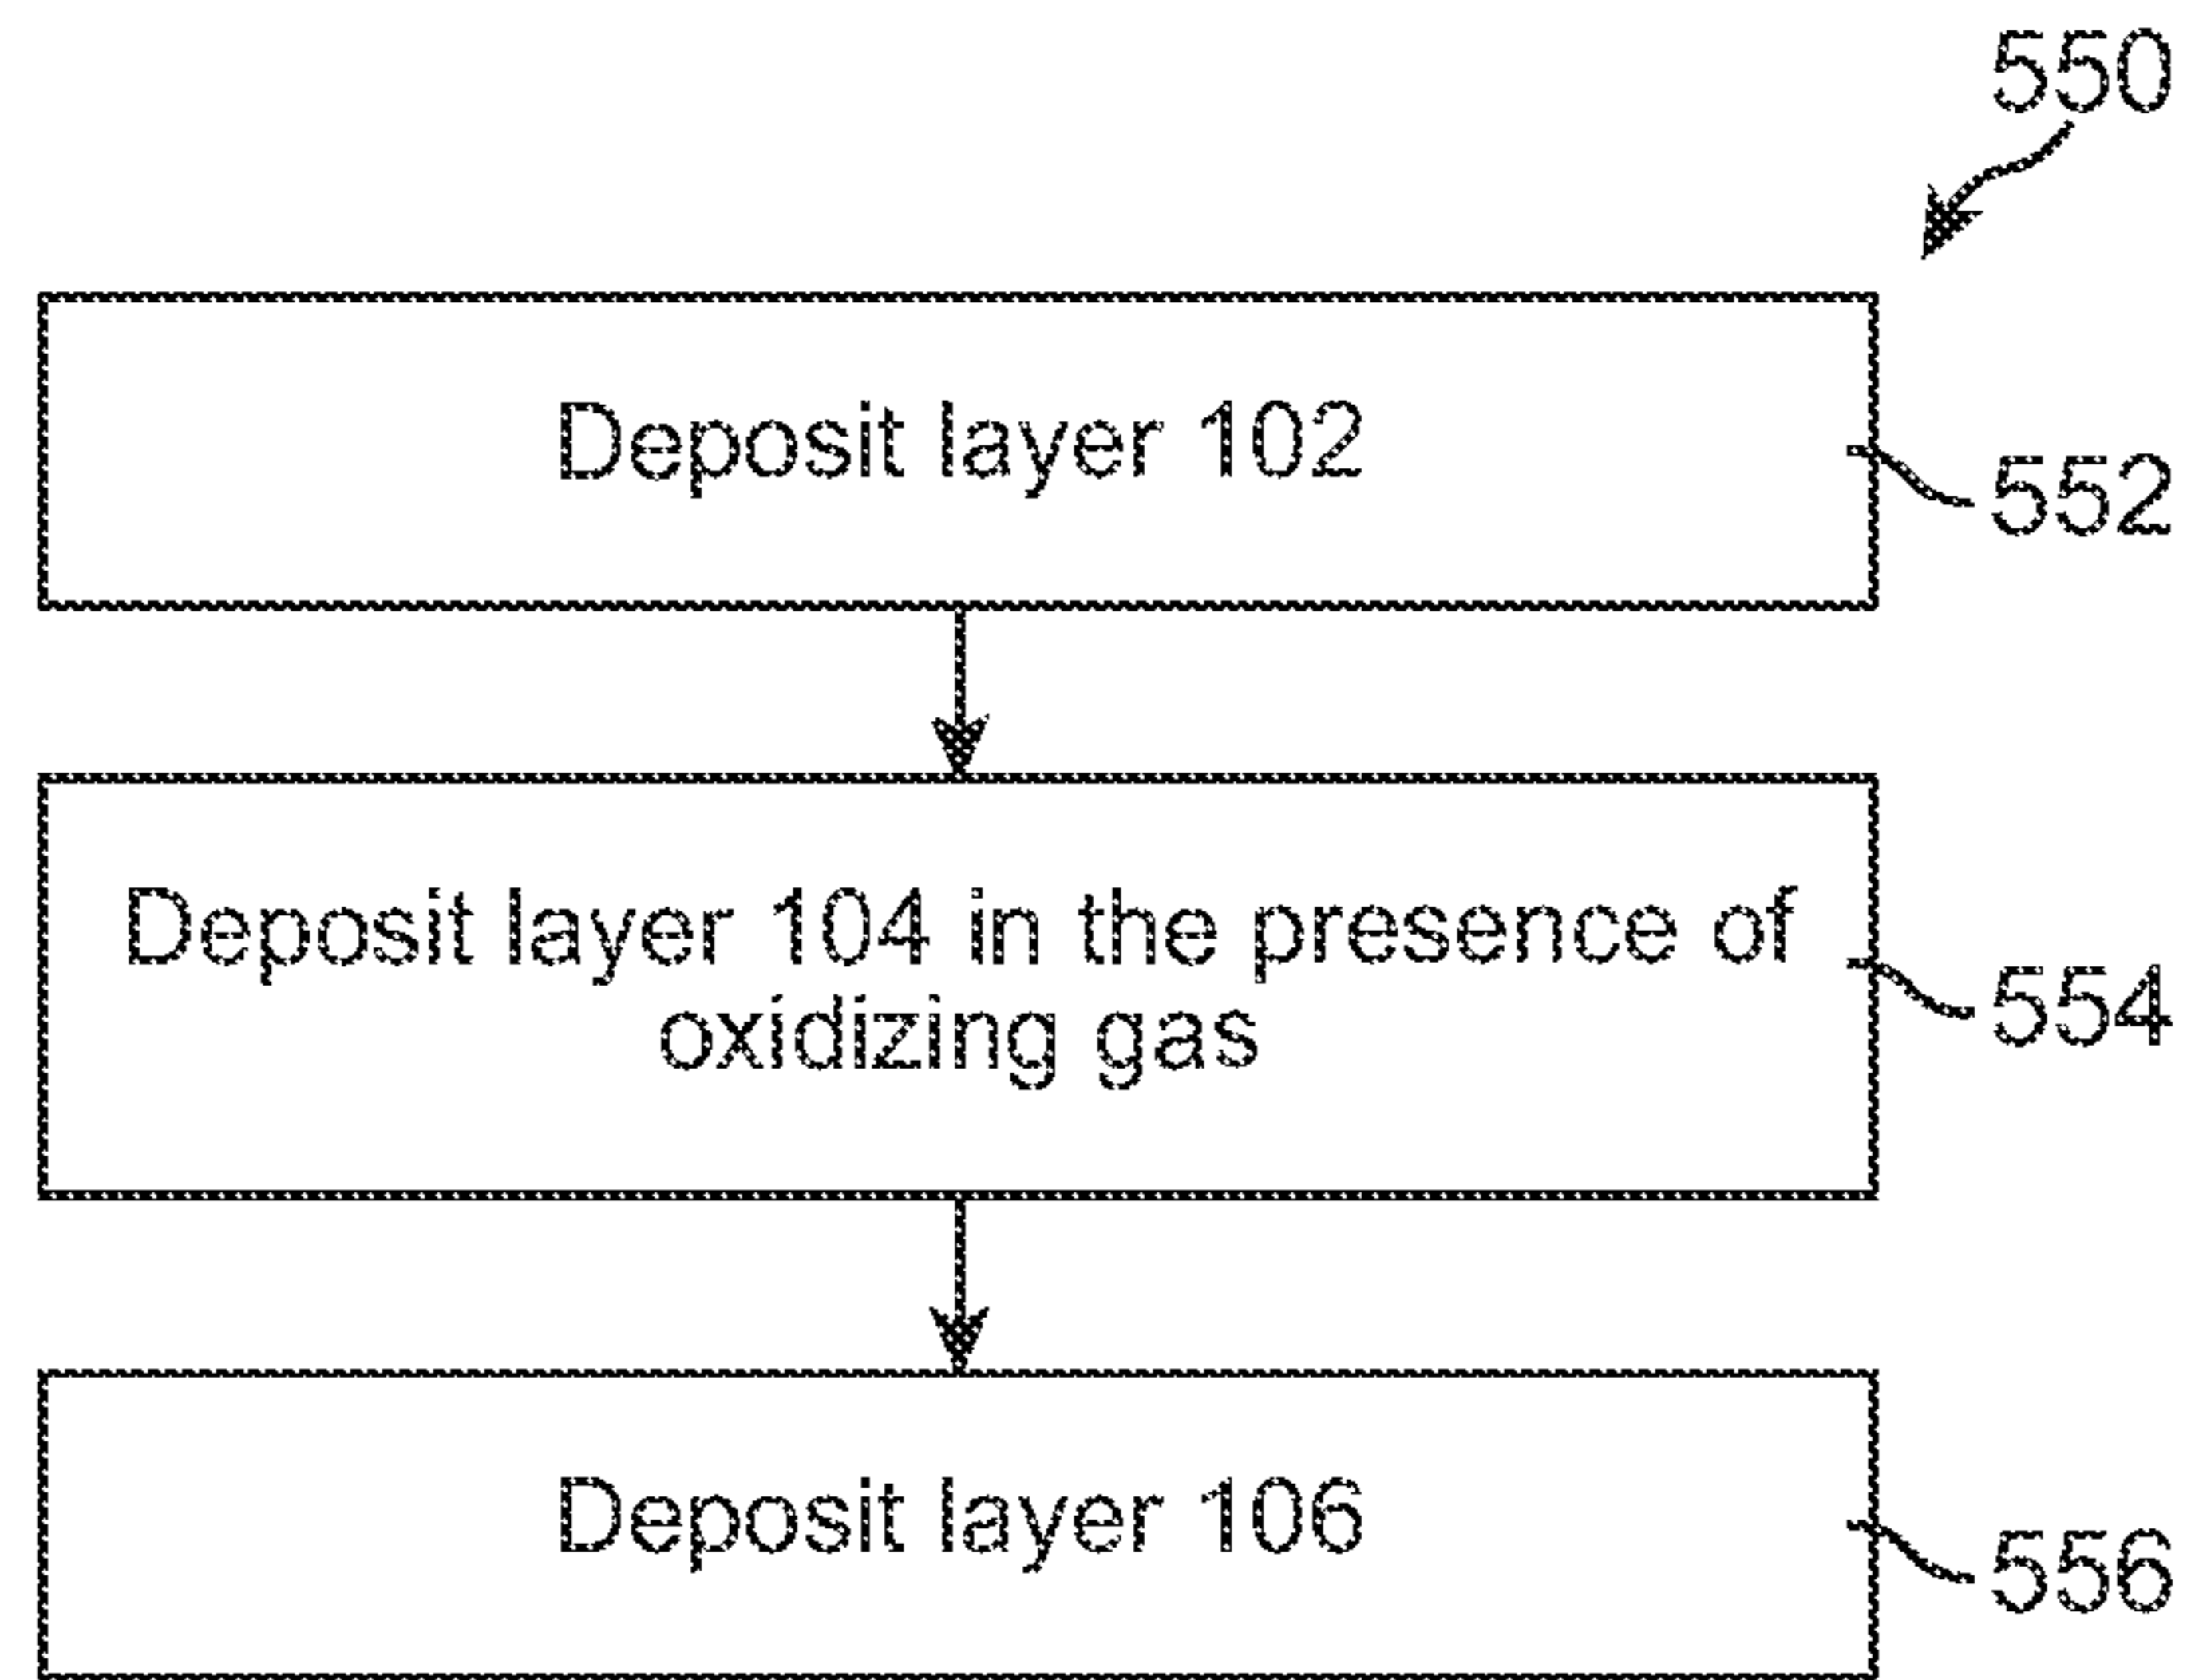 550
Deposit layer 102
552
Deposit layer 104 in the presence of
oxidizing gas
554
Deposit layer 106
556